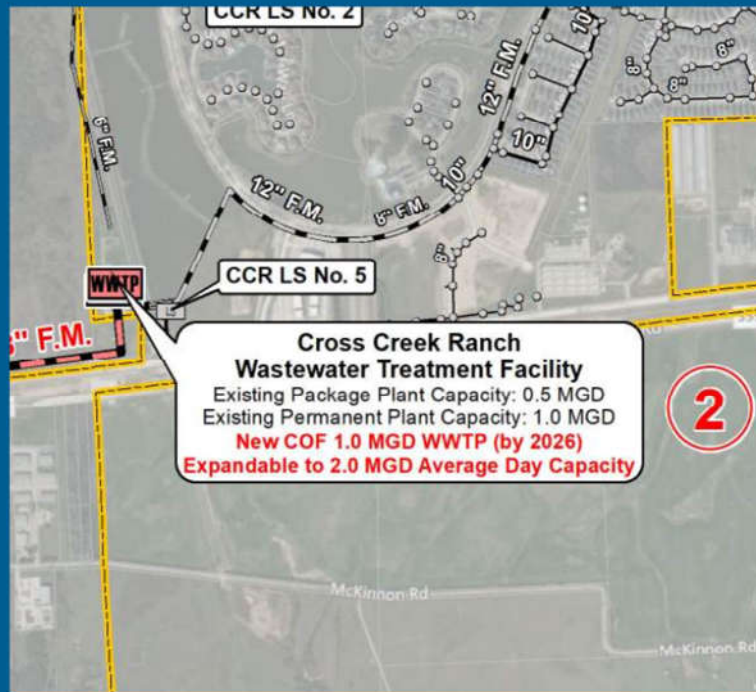 CCR LS No. 2
12" F.M.
10"
8"
8"
8"
6" F.M.
12" F.M.
8" F.M.
10"
8"
WWTP
CCR LS No. 5
" F.M.
Cross Creek Ranch
Wastewater Treatment Facility
Existing Package Plant Capacity: 0.5 MGD
Existing Permanent Plant Capacity: 1.0 MGD
New COF 1.0 MGD WWTP (by 2026)
Expandable to 2.0 MGD Average Day Capacity
Rd
2
McKinnon Rd
McKinnon Rd